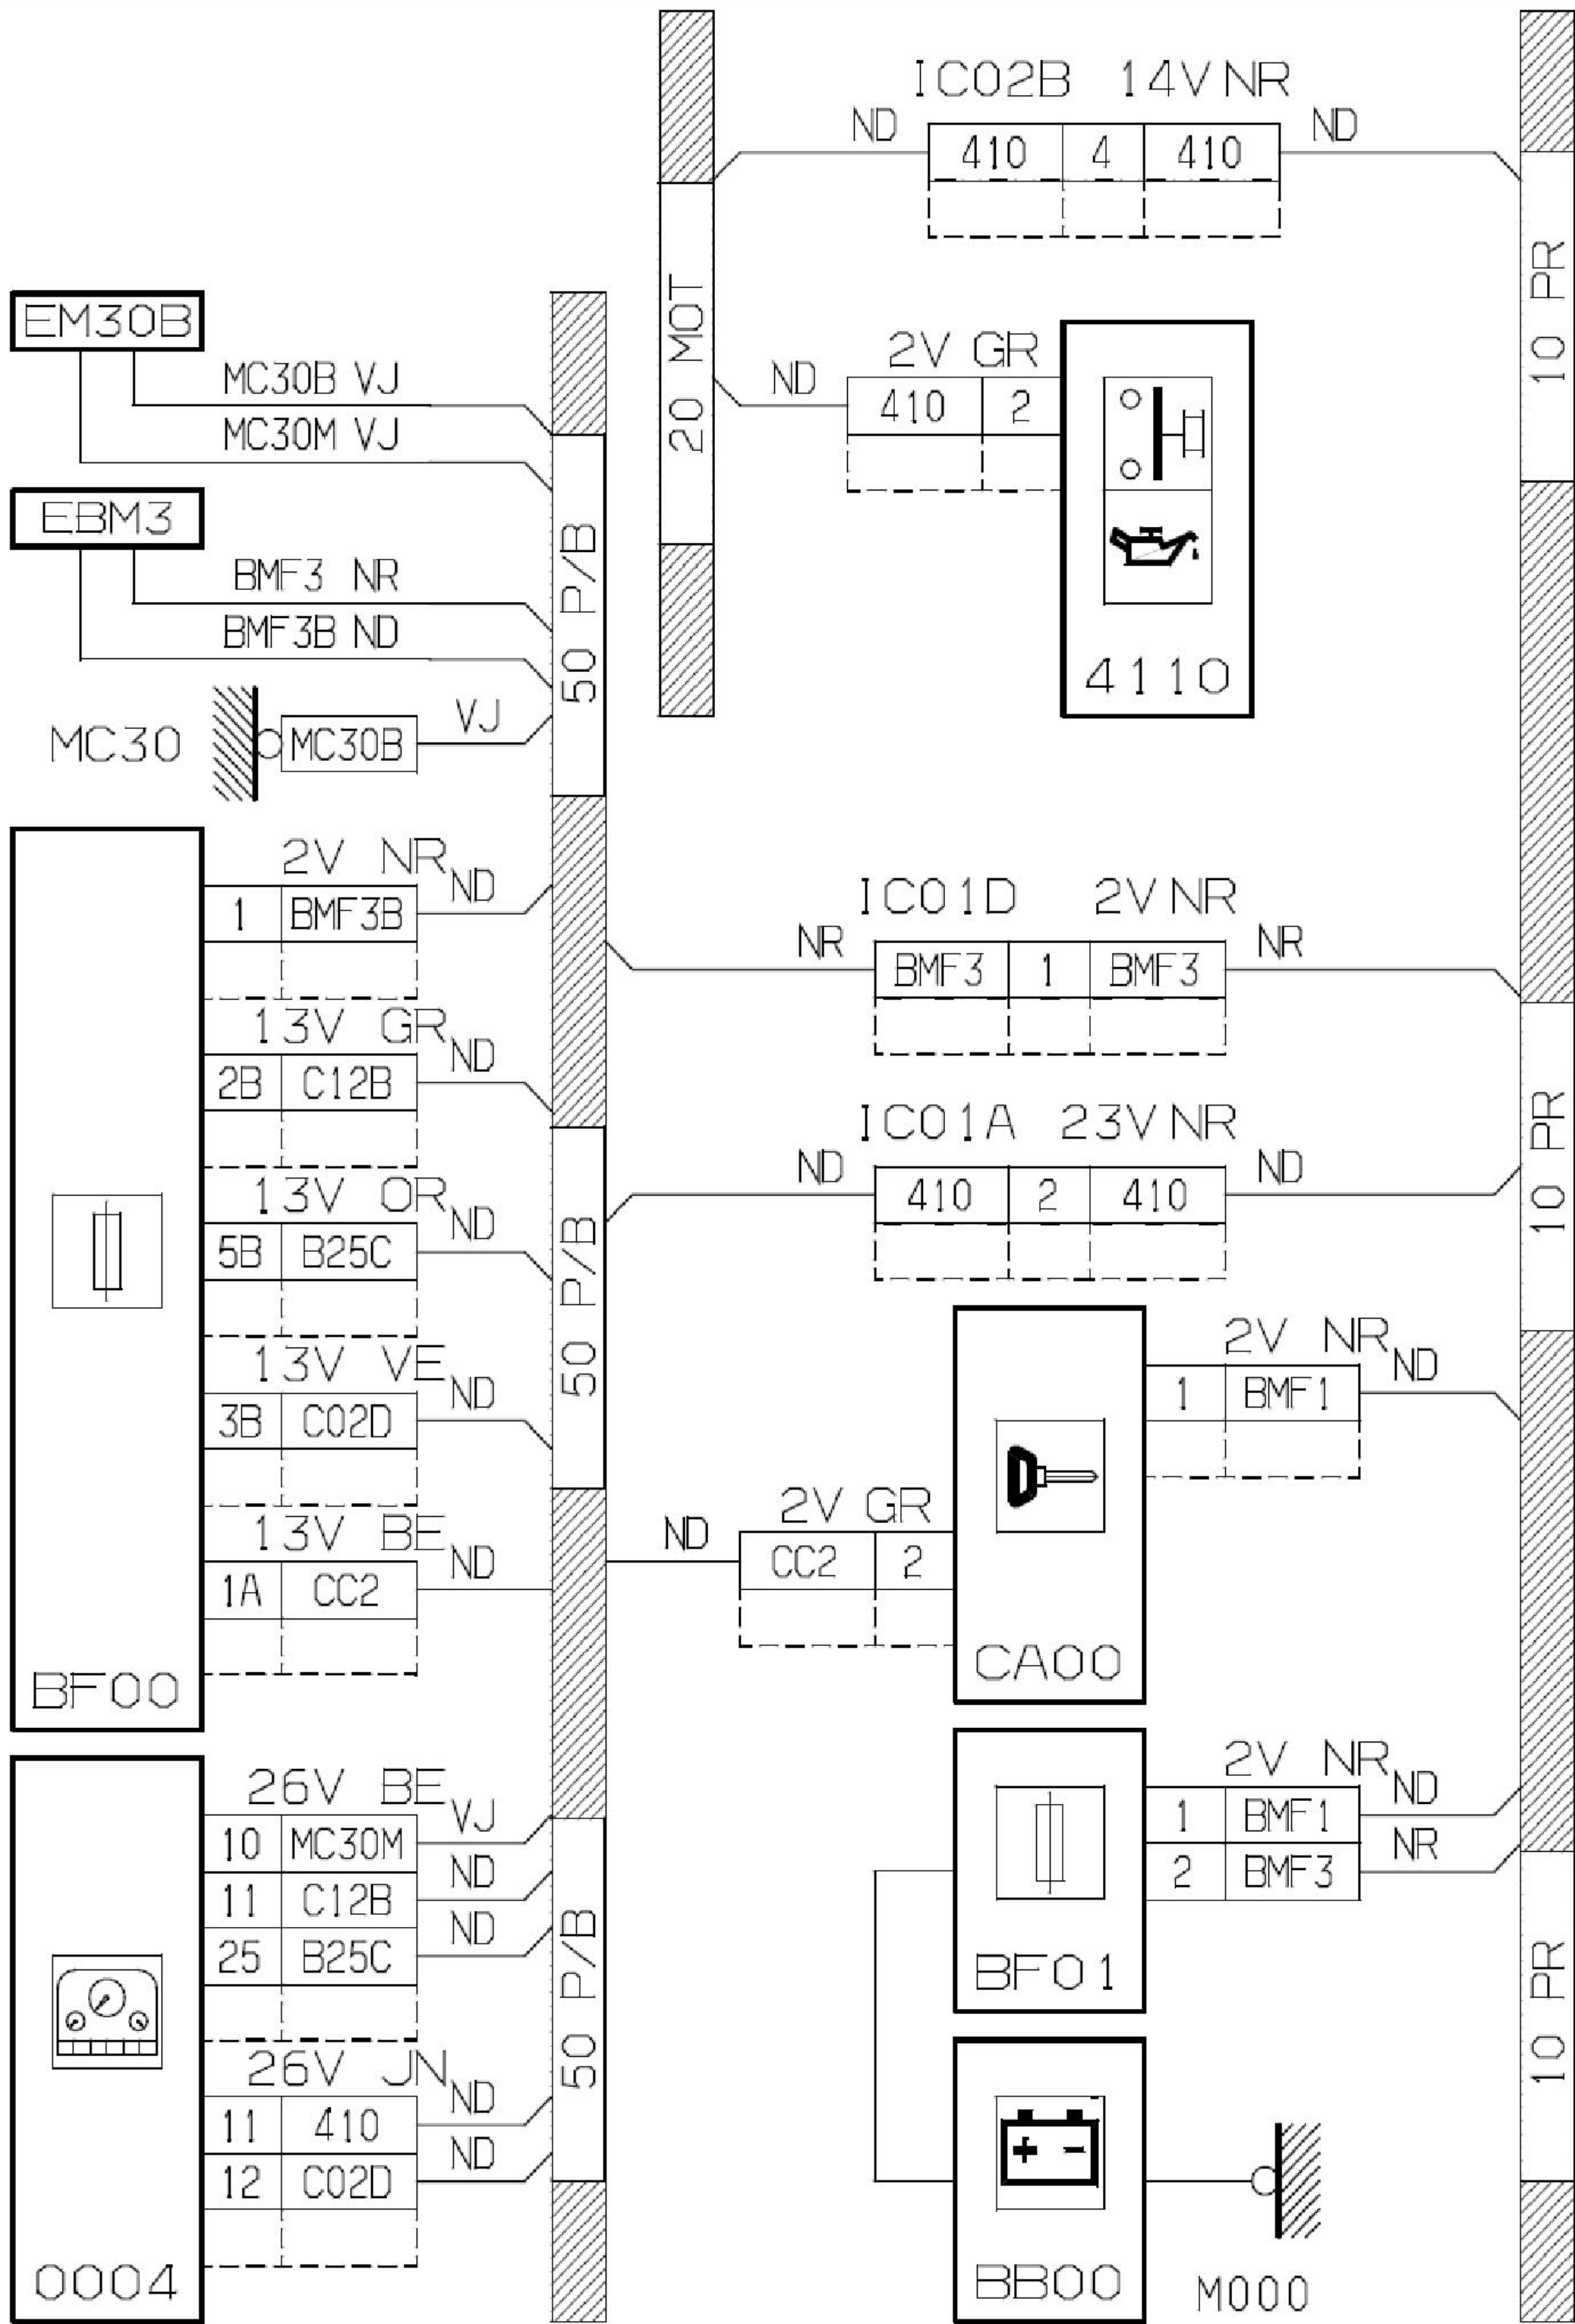 IC02B 14V NR
ND 410 4 410 ND
20 MOT
10 PR
EM30B
MC30B VJ
MC30M VJ
2V GR
ND 410 2
4110
EBM3
BMF3 NR
BMF3B ND
50 P/B
MC30 MC30B VJ
2V NR
1 BMF3B ND
IC01D 2V NR
NR BMF3 1 BMF3 NR
13V GR
2B C12B ND
IC01A 23V NR
ND 410 2 410 ND
10 PR
13V OR
5B B25C ND
50 P/B
13V VE
3B C02D ND
2V NR
1 BMF1 ND
2V GR
ND CC2 2
CA00
13V BE
1A CC2 ND
BF00
26V BE
10 MC30M VJ
11 C12B ND
25 B25C ND
2V NR
1 BMF1 ND
2 BMF3 NR
BF01
50 P/B
10 PR
26V JN
11 410 ND
12 C02D ND
0004
+ -
BB00
M000